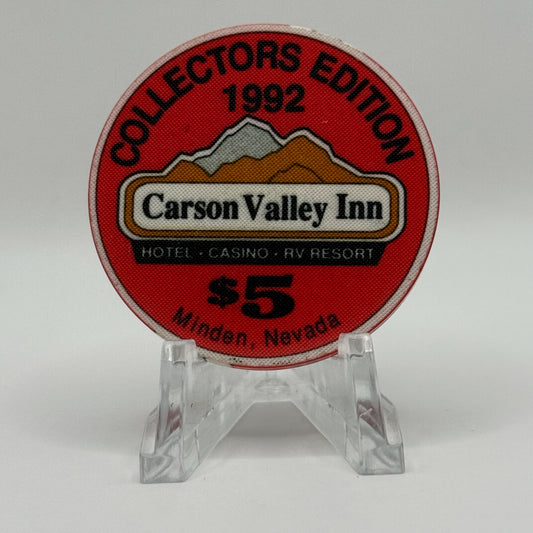 COLLECTORS EDITION
1992
Carson Valley Inn
HOTEL · CASINO · RV RESORT
$5
Minden, Nevada